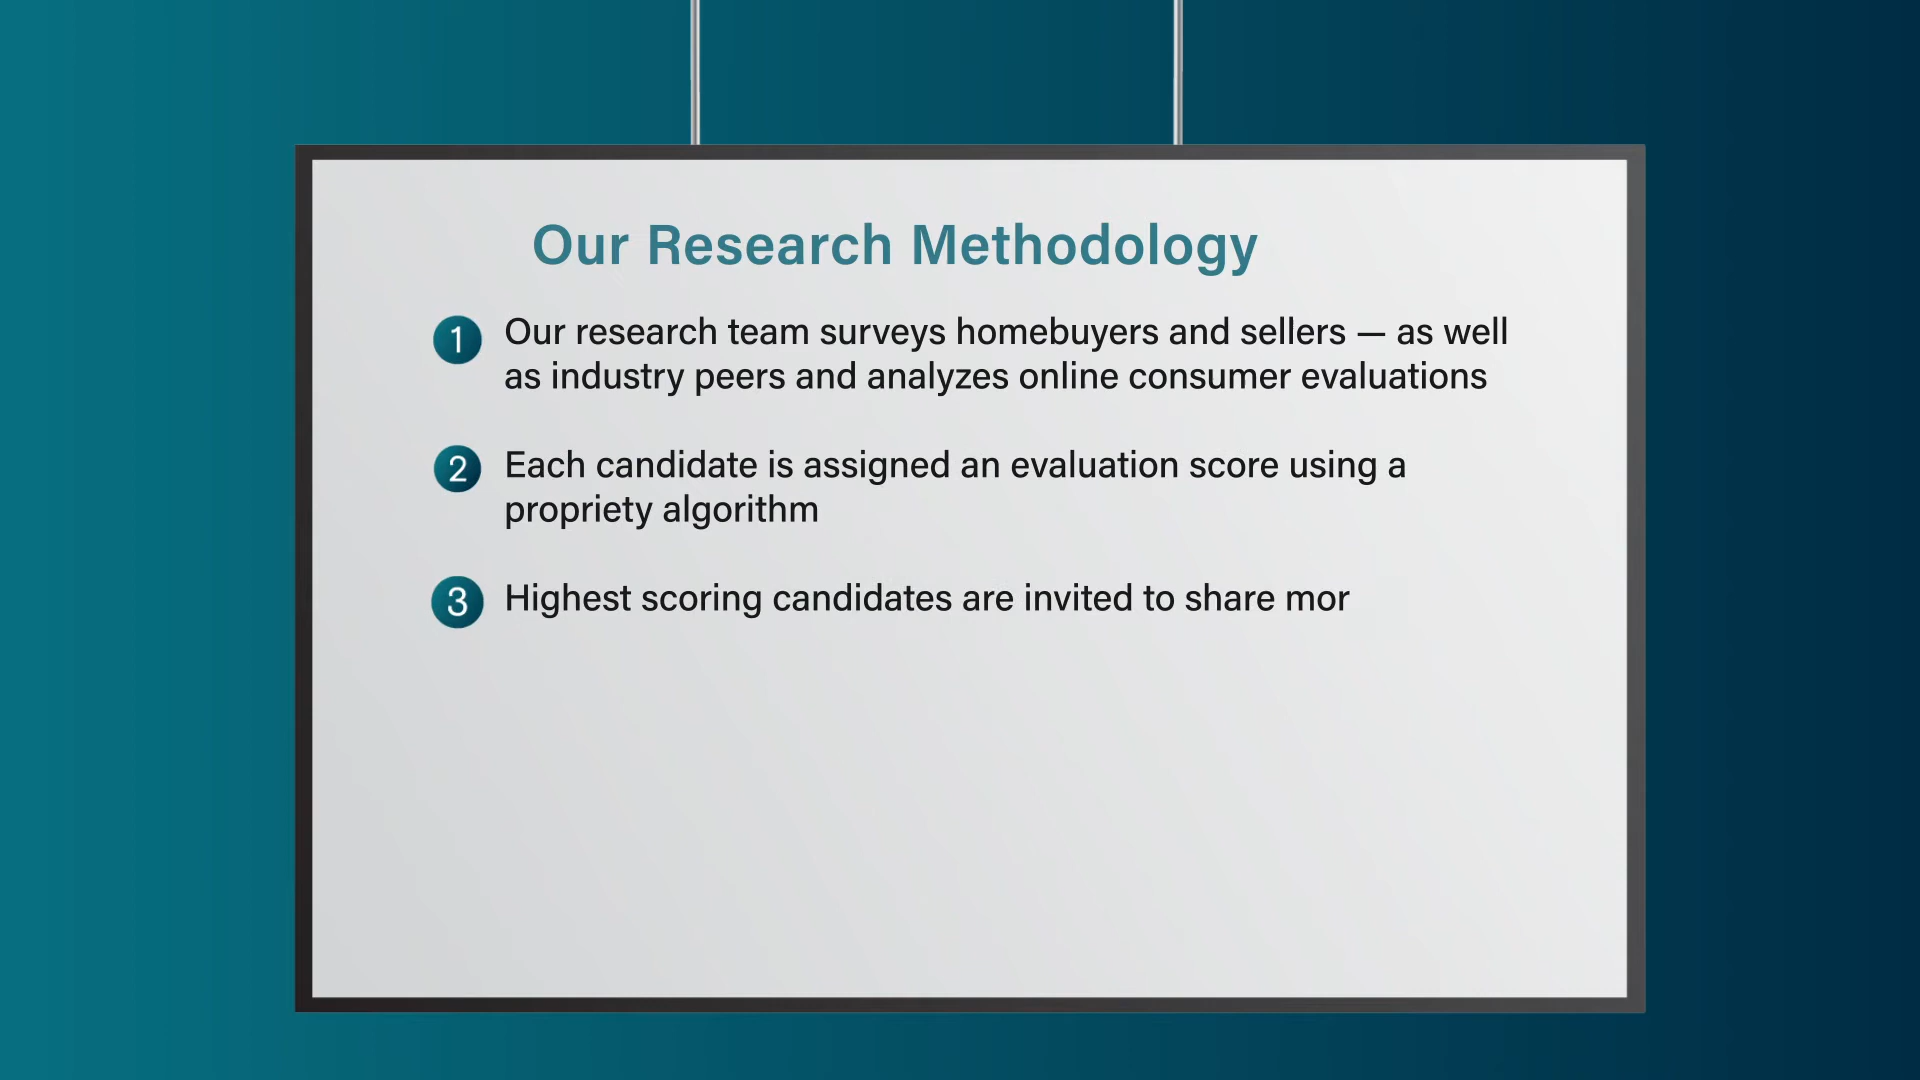 Our Research Methodology
1 Our research team surveys homebuyers and sellers — as well
as industry peers and analyzes online consumer evaluations
2 Each candidate is assigned an evaluation score using a
propriety algorithm
3 Highest scoring candidates are invited to share mor